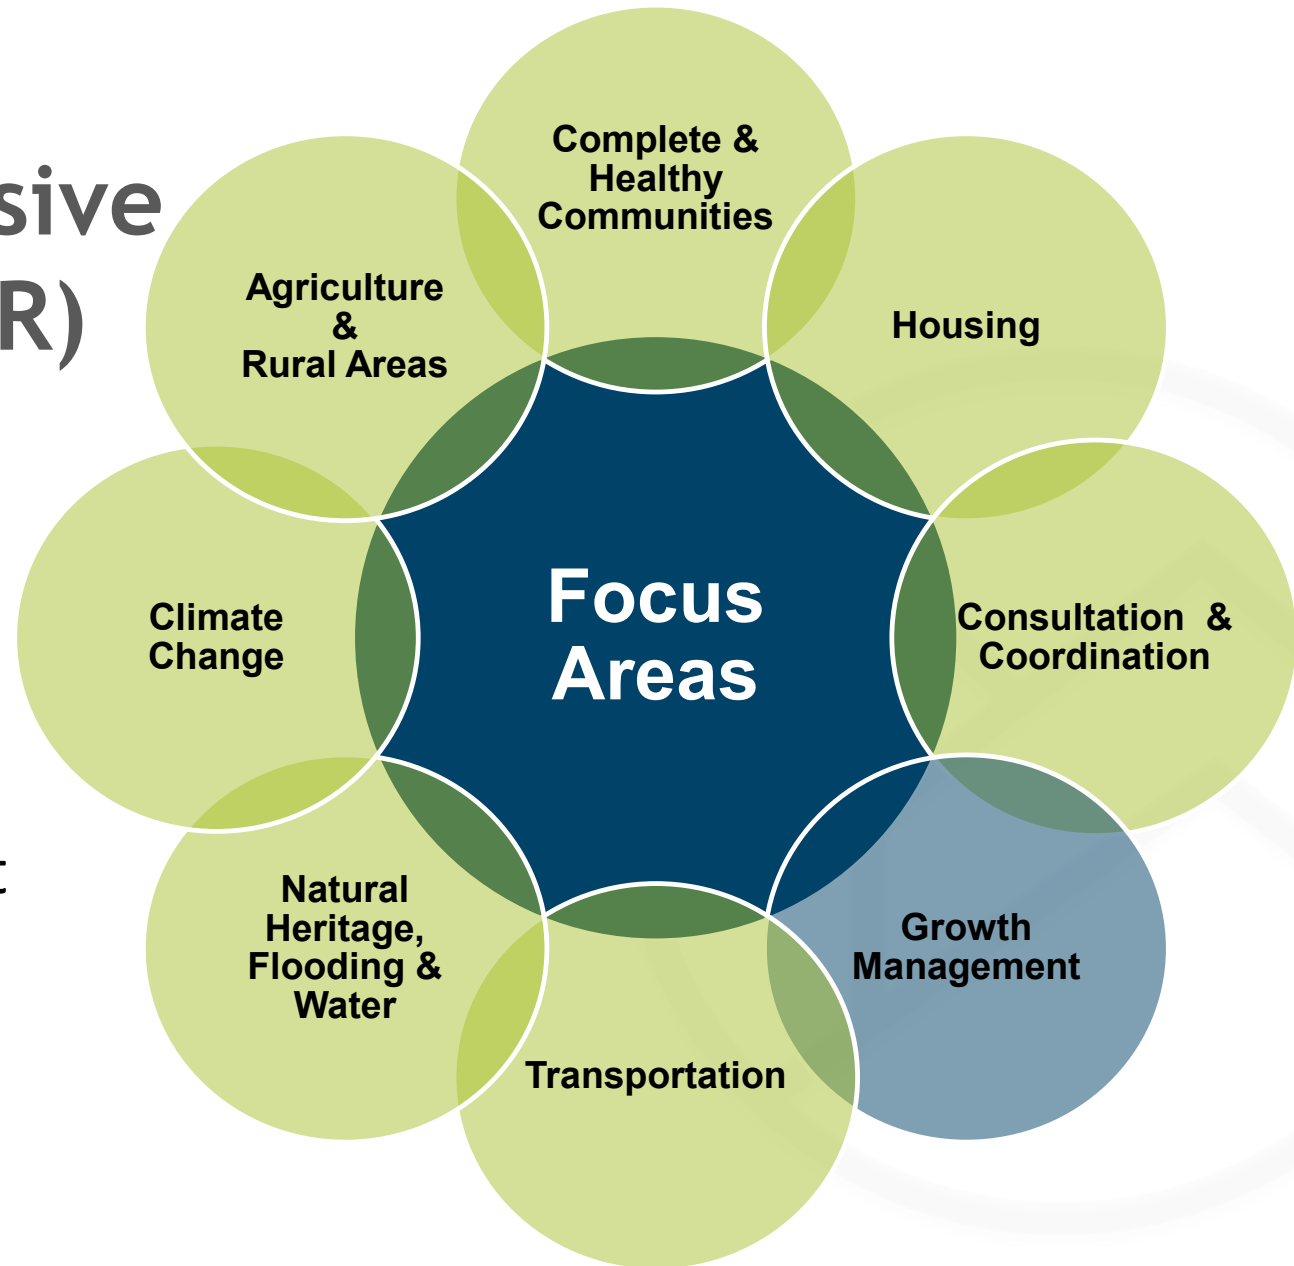 sive
R)
t
Complete &
Healthy
Communities
Agriculture
&
Rural Areas
Housing
Climate
Change
Focus
Areas
Consultation  &
Coordination
Natural
Heritage,
Flooding &
Water
Growth
Management
Transportation